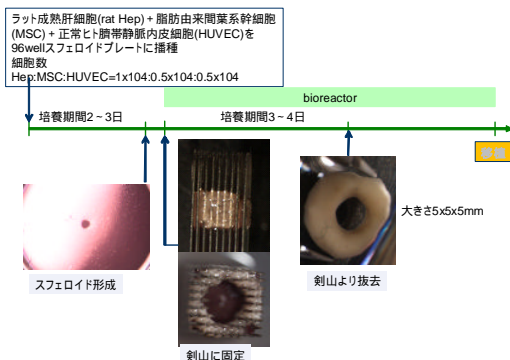 ラット成熟肝細胞(rat Hep)+脂肪由来間葉系幹細胞
(MSC)+正常ヒト臍帯静脈内皮細胞(HUVEC)を
96wellスフェロイドプレートに播種
細胞数
Hep:MSC:HUVEC=1x104:0.5x104:0.5x104
bioreactor
培養期間2~3日
培養期間3~4日
大きさ5x5x5mm
スフェロイド形成
剣山より抜去
剣山に固定